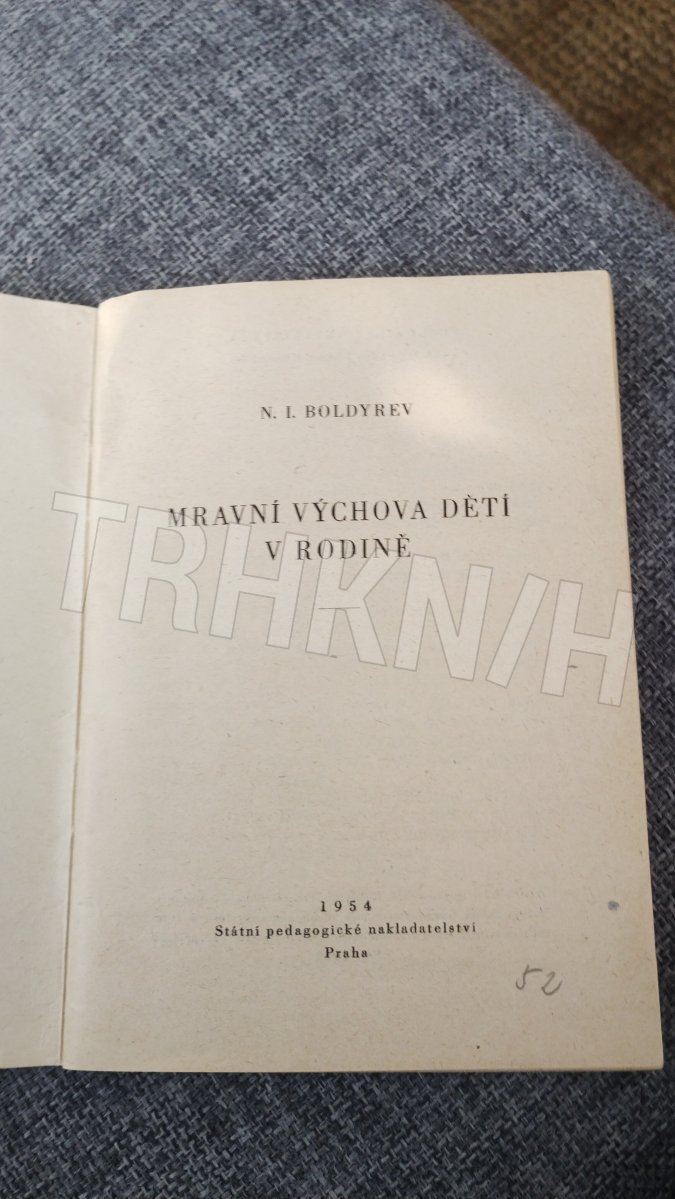 N. I. BOLDYREV
MRAVNÍ VÝCHOVA DĚTÍ
V RODINĚ
TRHKNIH
1954
Státní pedagogické nakladatelství
Praha
52